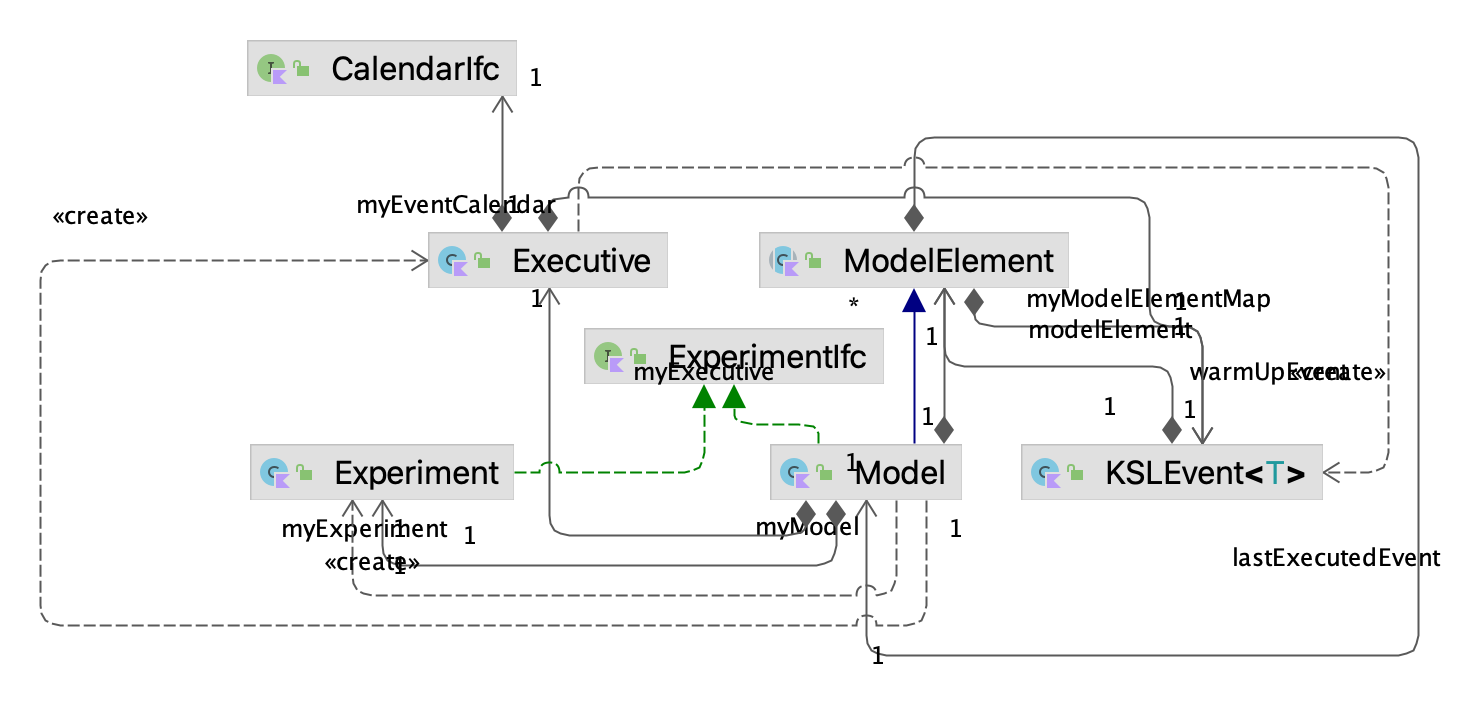 CalendarIfc
1
«create»
myEventCalendar
1
Executive
ModelElement
1
*
myModelElementMap
1
1
modelElement
1
ExperimentIfc
myExecutive
warmUpEvent
«create»
1
1
1
1
Experiment
Model
KSLEvent<T>
myExperiment
1
1
myModel
1
«create»
1
lastExecutedEvent
1